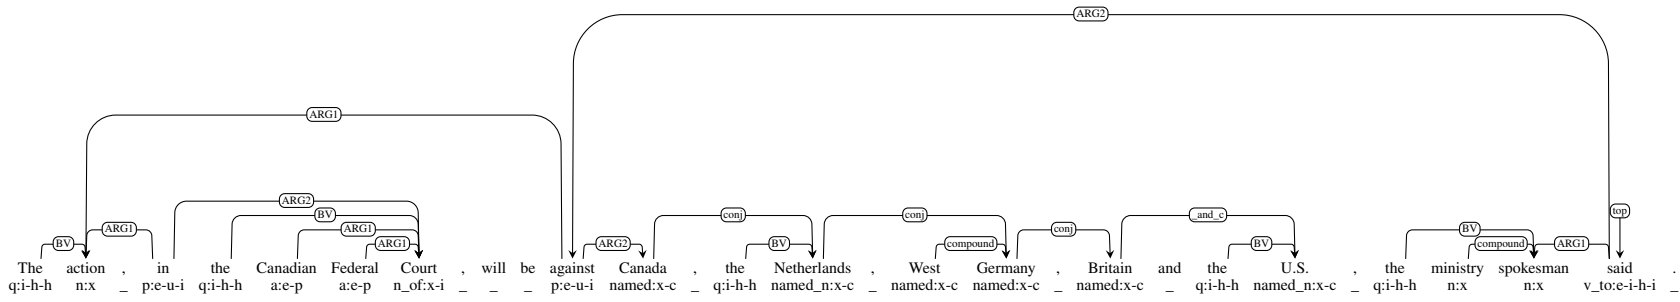 ARG2
ARG1
ARG2
BV conj conj _and_c top
ARG1 ARG1 conj BV
BV ARG1 ARG2 BV compound BV compound ARG1
The action , in the Canadian Federal Court , will be against Canada , the Netherlands , West Germany , Britain and the U.S. , the ministry spokesman said .
q:i-h-h n:x _ p:e-u-i q:i-h-h a:e-p a:e-p n_of:x-i _ _ _ p:e-u-i named:x-c _ q:i-h-h named_n:x-c _ named:x-c named:x-c _ named:x-c _ q:i-h-h named_n:x-c _ q:i-h-h n:x n:x v_to:e-i-h-i _